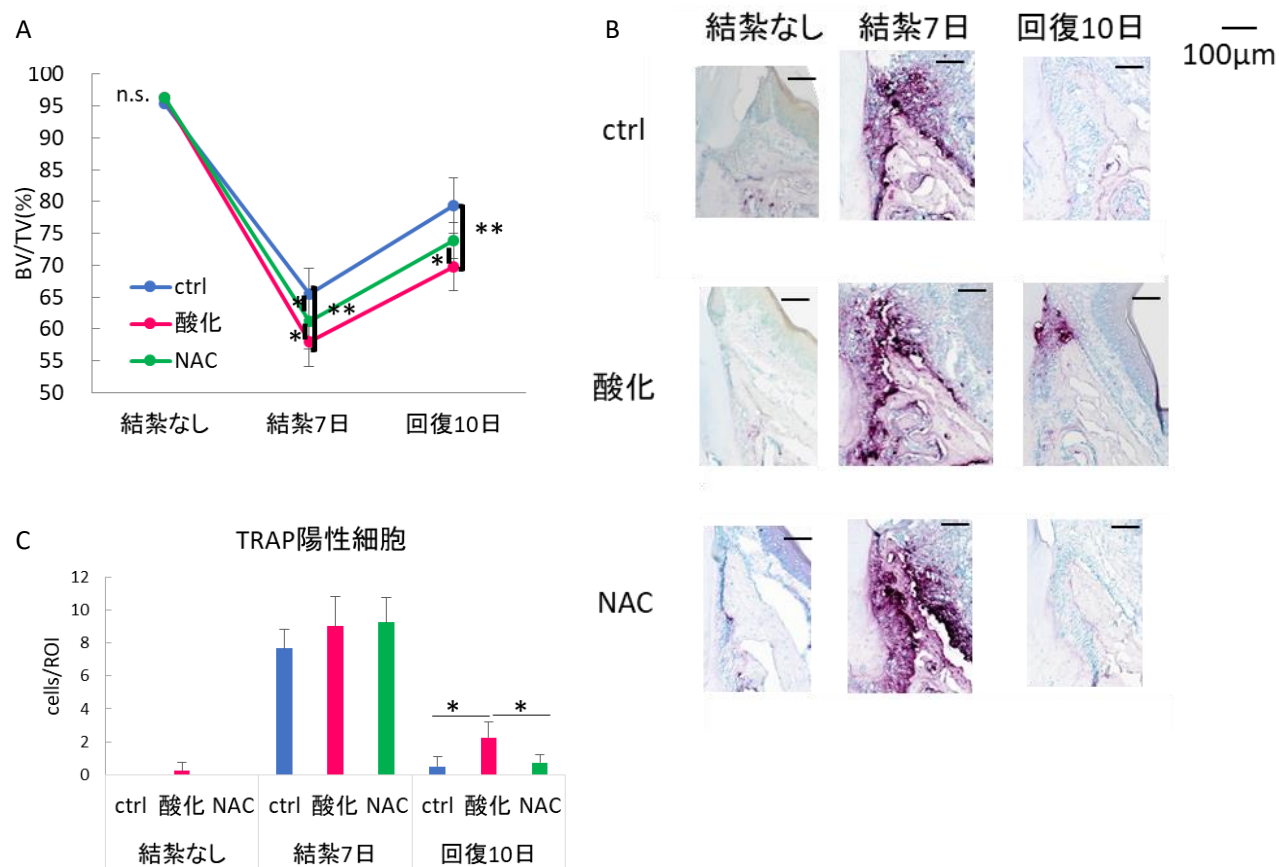 A
100
95
90
85
80
75
70
65
60
55
50
BV/TV(%)
n.s.
ctrl
酸化
NAC
*
*
**
*
**
結紮なし 結紮7日 回復10日
B
結紮なし 結紮7日 回復10日
100μm
ctrl
酸化
NAC
C
TRAP陽性細胞
12
10
8
6
4
2
0
cells/ROI
* *
ctrl 酸化 NAC ctrl 酸化 NAC ctrl 酸化 NAC
結紮なし 結紮7日 回復10日